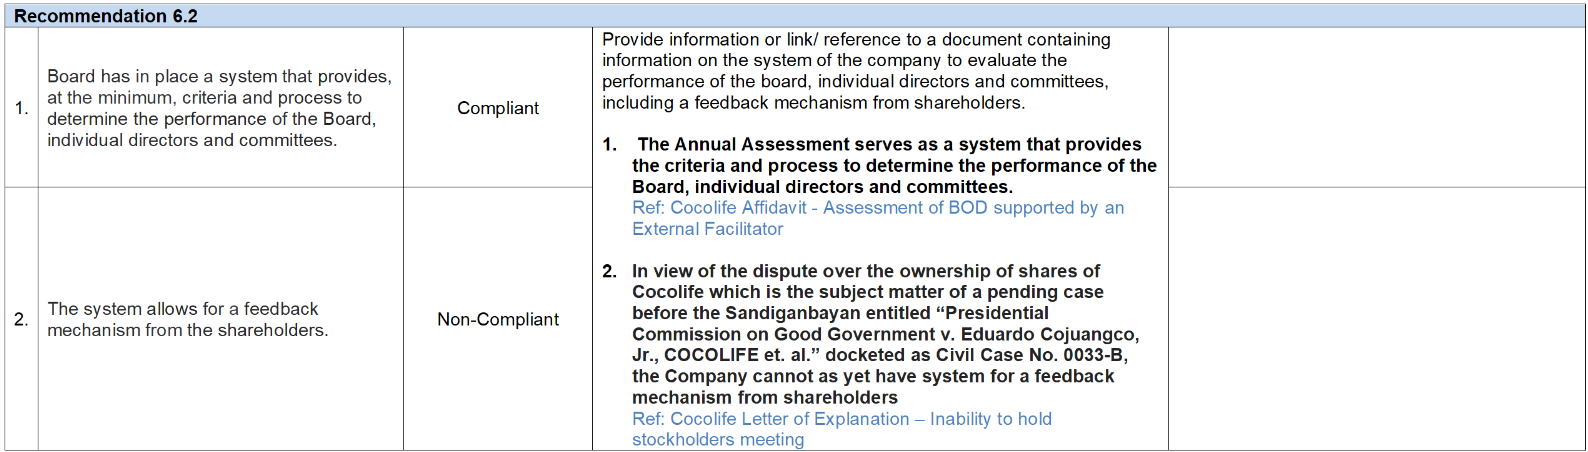 Recommendation 6.2
1.
Board has in place a system that provides,
at the minimum, criteria and process to
determine the performance of the Board,
individual directors and committees.
Compliant
Provide information or link/ reference to a document containing
information on the system of the company to evaluate the
performance of the board, individual directors and committees,
including a feedback mechanism from shareholders.
1. The Annual Assessment serves as a system that provides
the criteria and process to determine the performance of the
Board, individual directors and committees.
Ref: Cocolife Affidavit - Assessment of BOD supported by an
External Facilitator
2.
The system allows for a feedback
mechanism from the shareholders.
Non-Compliant
2. In view of the dispute over the ownership of shares of
Cocolife which is the subject matter of a pending case
before the Sandiganbayan entitled “Presidential
Commission on Good Government v. Eduardo Cojuangco,
Jr., COCOLIFE et. al.” docketed as Civil Case No. 0033-B,
the Company cannot as yet have system for a feedback
mechanism from shareholders
Ref: Cocolife Letter of Explanation – Inability to hold
stockholders meeting